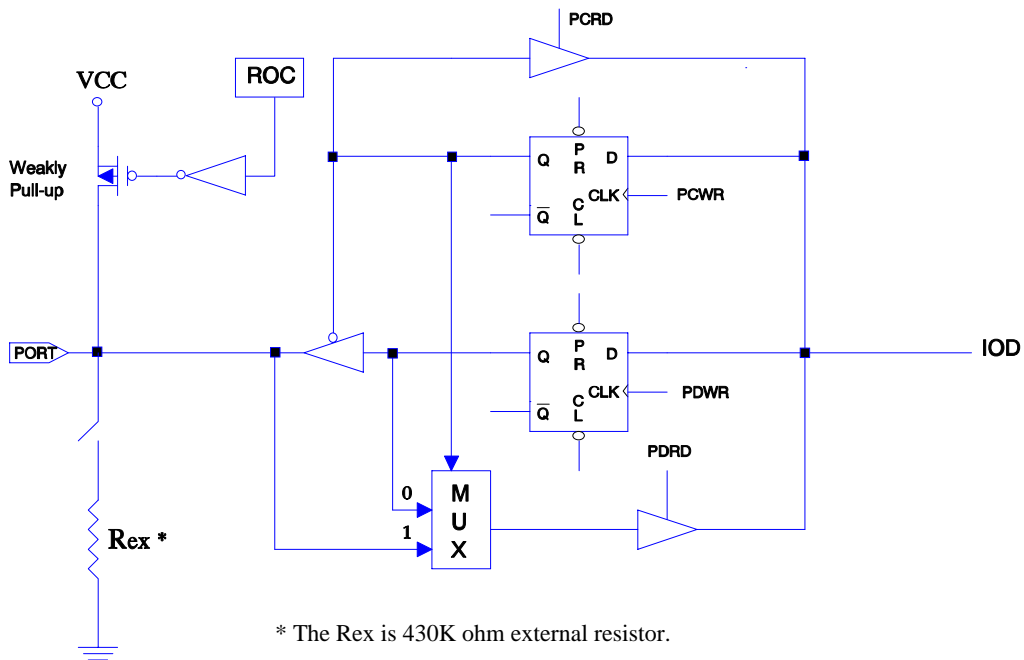 PCRD
ROC
VCC
Weakly
Pull-up
Q
P
R
D
CLK
PCWR
Q
C
L
PORT
Q
P
R
D
IOD
CLK
PDWR
Q
C
L
PDRD
0
1
M
U
X
Rex *
* The Rex is 430K ohm external resistor.